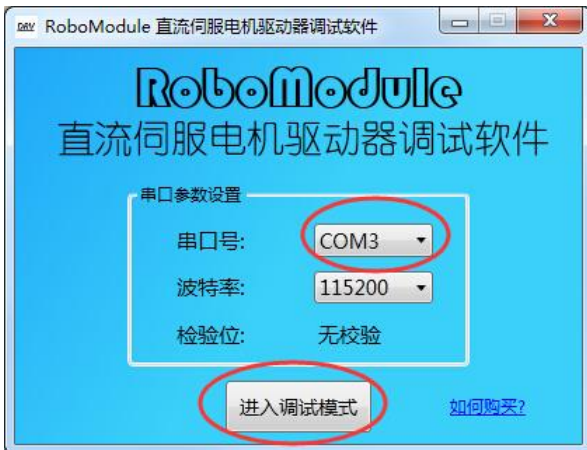 RoboModule 直流伺服电机驱动器调试软件
RoboModule
直流伺服电机驱动器调试软件
串口参数设置
串口号: COM3
波特率: 115200
检验位: 无校验
进入调试模式 如何购买?